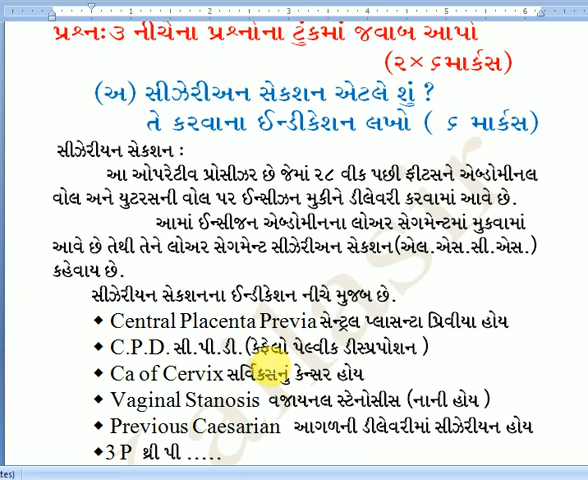 પ્રશ્ન:૩ નીચેના પ્રશ્નોના ટુંકમાં જવાબ આપો
(૨×૬માર્કસ)
(અ) સીઝેરીઅન સેકશન એટલે શું ?
તે કરવાના ઈન્ડીકેશન લખો ( ૬ માર્કસ)
સીઝેરીયન સેકશન :
આ ઓપરેટીવ પ્રોસીઝર છે જેમાં ૨૮ વીક પછી ફીટસને એબ્ડોમીનલ
વોલ અને યુટરસની વોલ પર ઈન્સીઝન મુકીને ડીલેવરી કરવામાં આવે છે.
આમાં ઈન્સીજન એબ્ડોમીનના લોઅર સેગમેન્ટમાં મુકવામાં
આવે છે તેથી તેને લોઅર સેગમેન્ટ સીઝેરીઅન સેકશન(એલ.એસ.સી.એસ.)
કહેવાય છે.
સીઝેરીયન સેકશનના ઈન્ડીકેશન નીચે મુજબ છે.
◆ Central Placenta Previa સેન્ટ્રલ પ્લાસન્ટા પ્રિવીયા હોય
◆ C.P.D. સી.પી.ડી. (કેફેલો પેલ્વીક ડીસ્પ્રપોશન )
◆ Ca of Cervix સર્વિકસનું કેન્સર હોય
◆ Vaginal Stanosis વજાયનલ સ્ટેનોસીસ (નાની હોય )
◆ Previous Caesarian આગળની ડીલેવરીમાં સીઝેરીયન હોય
◆3 P થ્રી પી .....
tes)